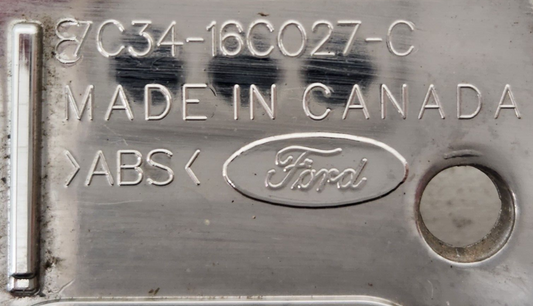 87C34-16C027-C
MADE IN CANADA
>ABS<
Ford